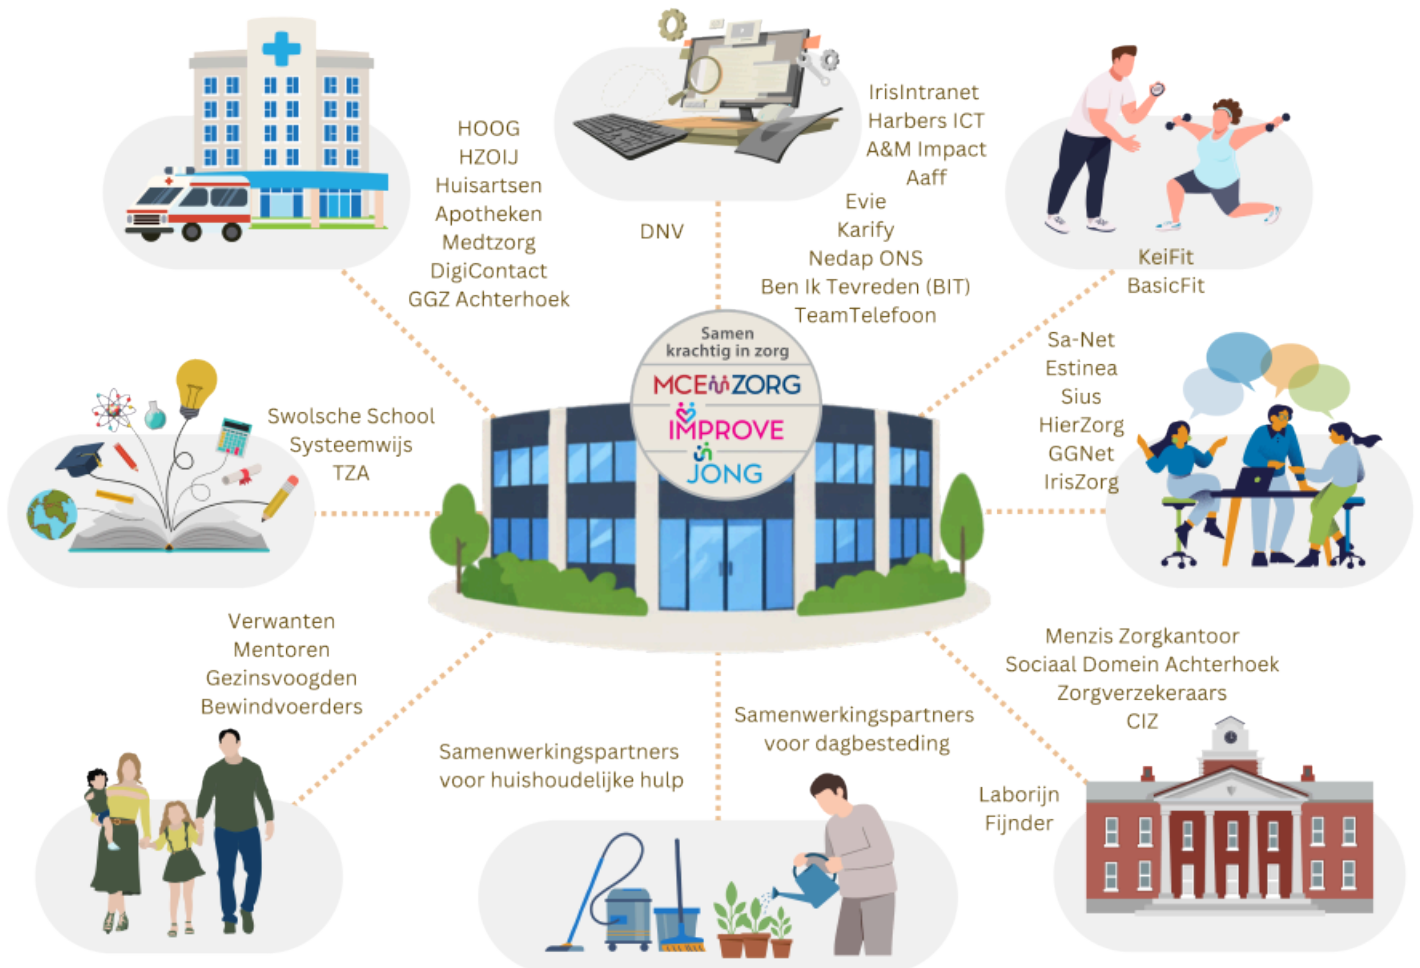 HOOG
HZOIJ
Huisartsen
Apotheken
Medtzorg
DigiContact
GGZ Achterhoek
DNV
IrisIntranet
Harbers ICT
A&M Impact
Aaff
Evie
Karify
Nedap ONS
Ben Ik Tevreden (BIT)
TeamTelefoon
KeiFit
BasicFit
Samen
krachtig in zorg
MCE ZORG
IMPROVE
JONG
Swolsche School
Systeemwijs
TZA
Sa-Net
Estinea
Sius
HierZorg
GGNet
IrisZorg
Verwanten
Mentoren
Gezinsvoogden
Bewindvoerders
Samenwerkingspartners
voor huishoudelijke hulp
Samenwerkingspartners
voor dagbesteding
Menzis Zorgkantoor
Sociaal Domein Achterhoek
Zorgverzekeraars
CIZ
Laborijn
Fijnder